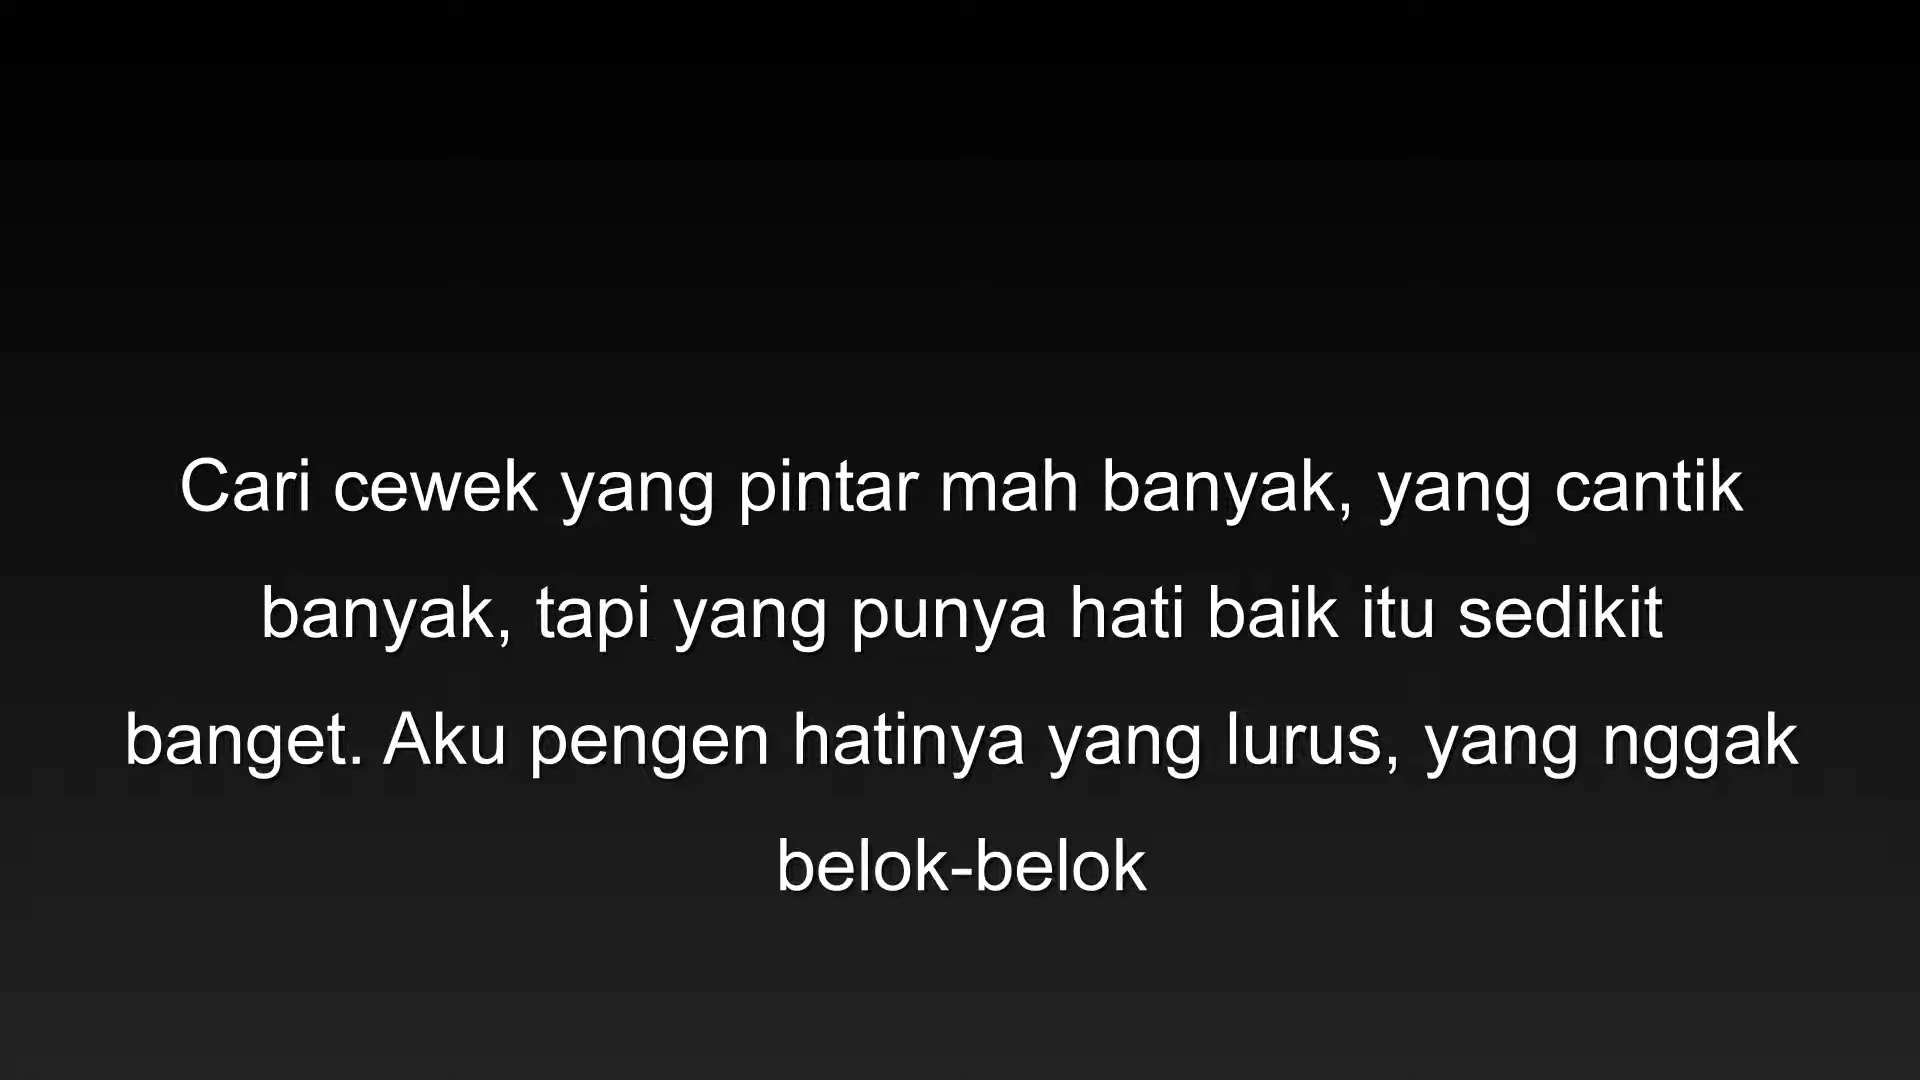 Cari cewek yang pintar mah banyak, yang cantik
banyak, tapi yang punya hati baik itu sedikit
banget. Aku pengen hatinya yang lurus, yang nggak
belok-belok